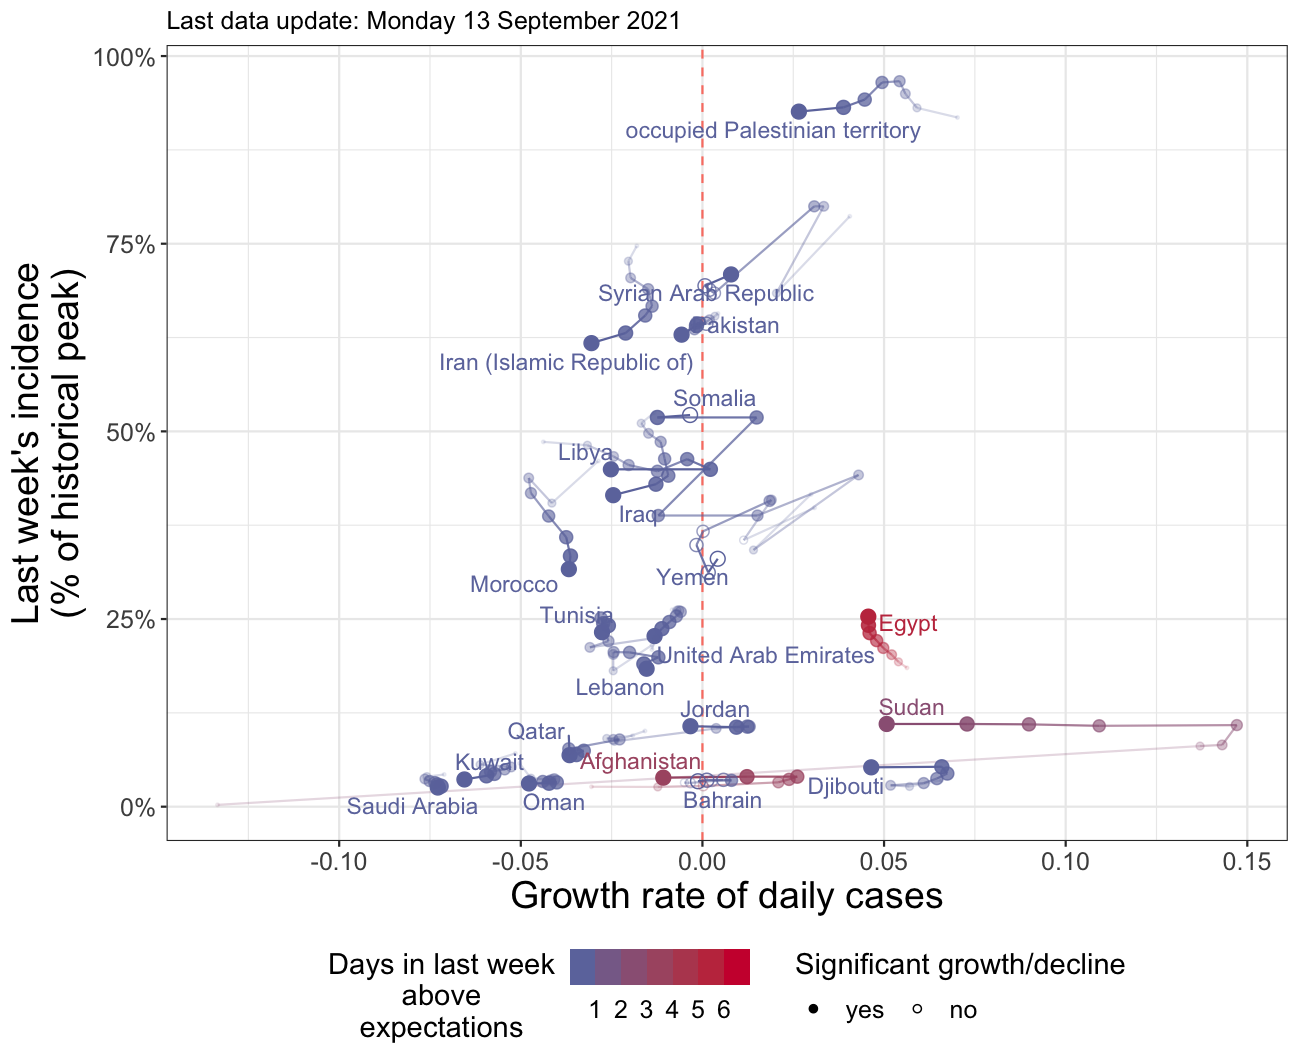 Last data update: Monday 13 September 2021
Last week's incidence
(% of historical peak)
100%
75%
50%
25%
0%
occupied Palestinian territory
Syrian Arab Republic
akistan
Iran (Islamic Republic of)
Somalia
Libya
Iraq
Morocco
Yemen
Tunisia
Egypt
United Arab Emirates
Lebanon
Sudan
Jordan
Qatar
Kuwait
Afghanistan
Djibouti
Saudi Arabia
Oman
Bahrain
-0.10
-0.05
0.00
0.05
0.10
0.15
Growth rate of daily cases
Days in last week
above
expectations
1 2 3 4 5 6
Significant growth/decline
yes
no